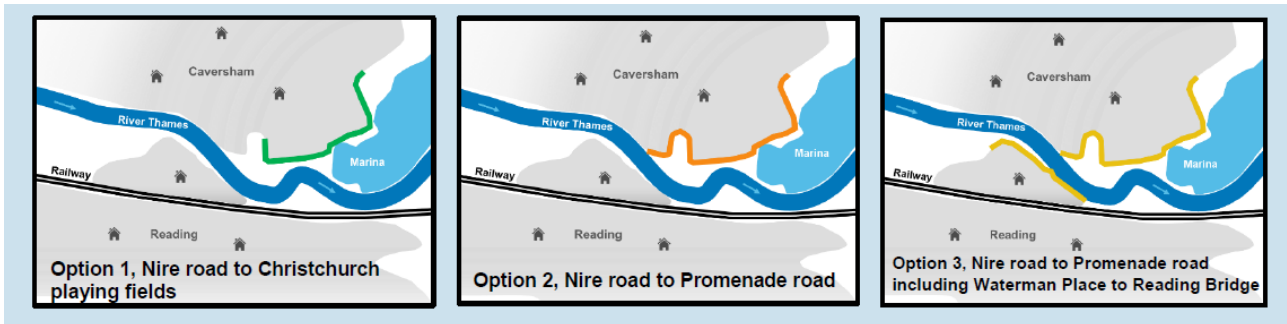 Caversham
River Thames
Marina
Railway
Reading
Option 1, Nire road to Christchurch
playing fields
Caversham
River Thames
Marina
Railway
Reading
Option 2, Nire road to Promenade road
Caversham
River Thames
Marina
Railway
Reading
Option 3, Nire road to Promenade road
including Waterman Place to Reading Bridge